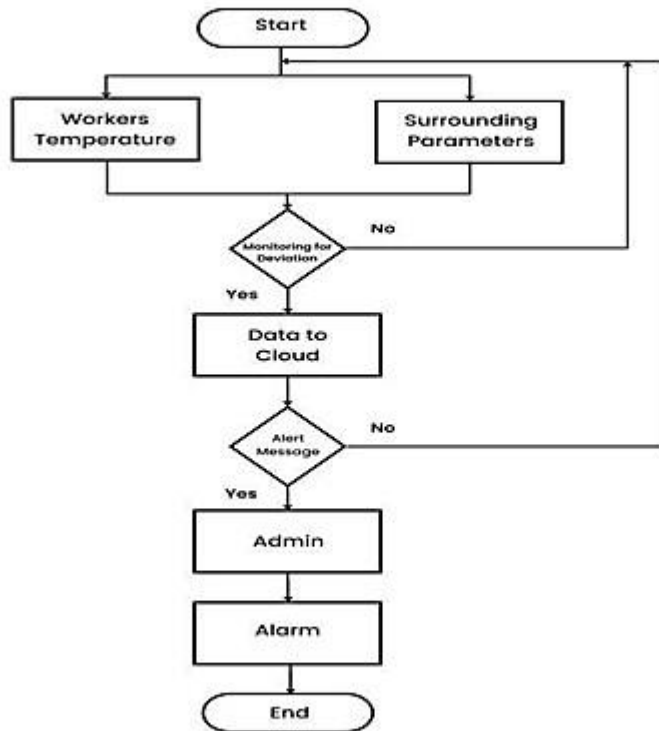 Start
Workers
Temperature
Surrounding
Parameters
Monitoring for
Deviation
No
Yes
Data to
Cloud
Alert
Message
No
Yes
Admin
Alarm
End